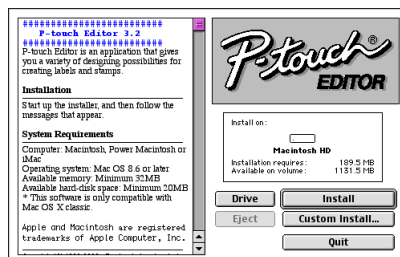 ##########################
P-touch Editor 3.2
##########################
P-touch Editor is an application that gives
you a variety of designing possibilities for
creating labels and stamps.
Installation
Start up the installer, and then follow the
messages that appear.
System Requirements
Computer: Macintosh, Power Macintosh or
iMac
Operating system: Mac OS 8.6 or later
Available memory: Minimum 32MB
Available hard-disk space: Minimum 20MB
* This software is only compatible with
Mac OS X classic.
Apple and Macintosh are registered
trademarks of Apple Computer, Inc.
P-touch®
EDITOR
Install on:
Macintosh HD
Installation requires: 189.5 MB
Available on volume: 1131.5 MB
Drive
Install
Eject
Custom Install...
Quit